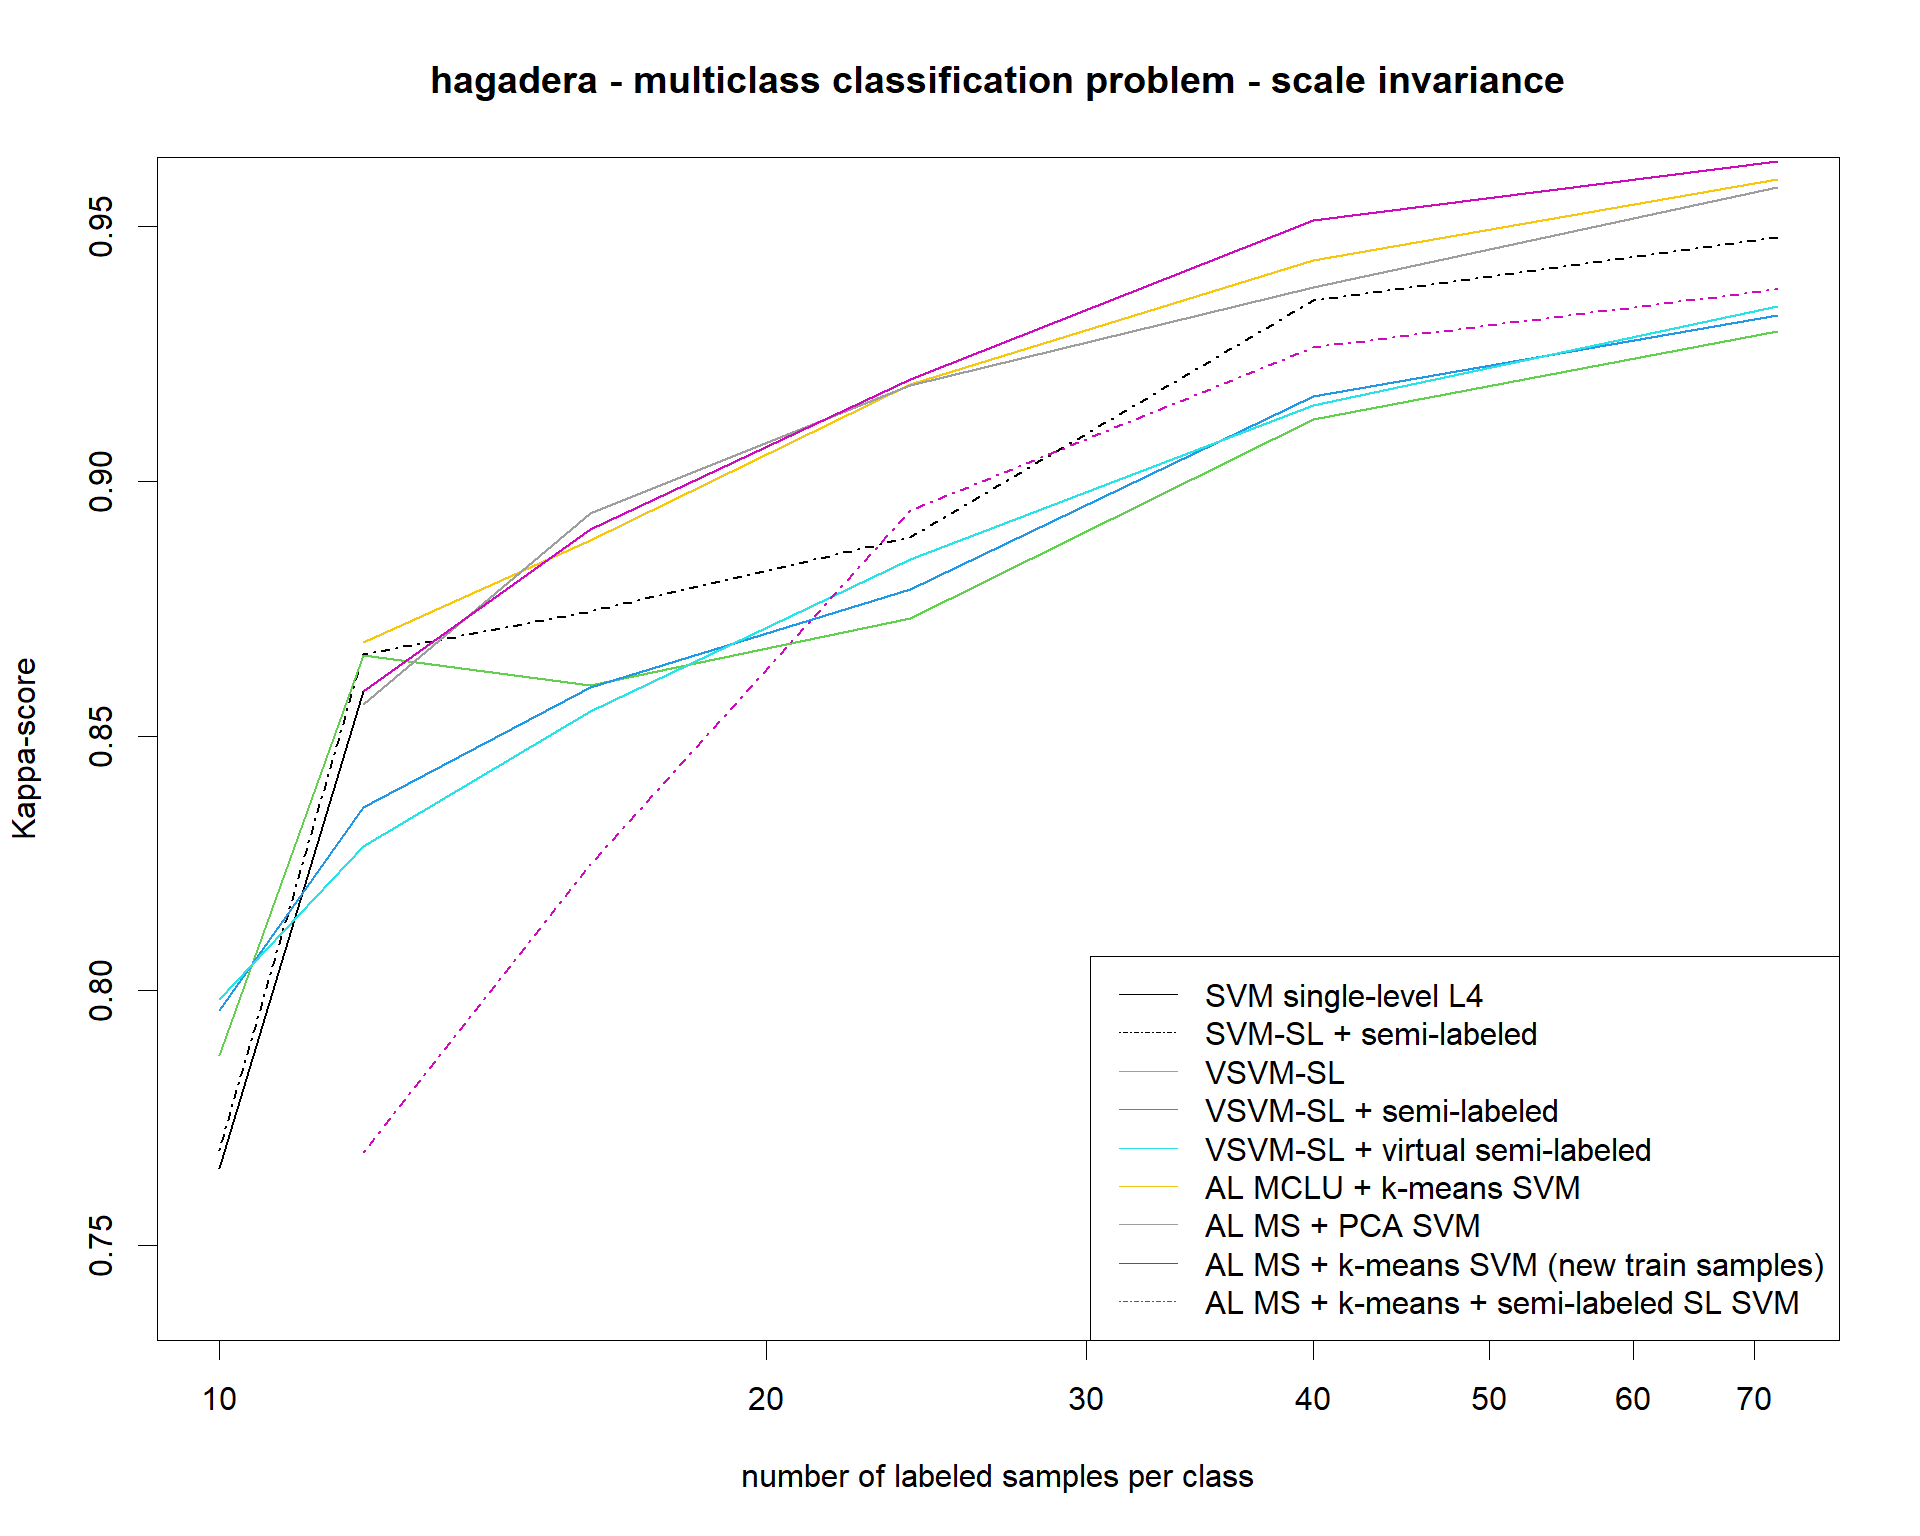 hagadera - multiclass classification problem - scale invariance
Kappa-score
0.95
0.90
0.85
0.80
0.75
SVM single-level L4
SVM-SL + semi-labeled
VSVM-SL
VSVM-SL + semi-labeled
VSVM-SL + virtual semi-labeled
AL MCLU + k-means SVM
AL MS + PCA SVM
AL MS + k-means SVM (new train samples)
AL MS + k-means + semi-labeled SL SVM
10 20 30 40 50 60 70
number of labeled samples per class